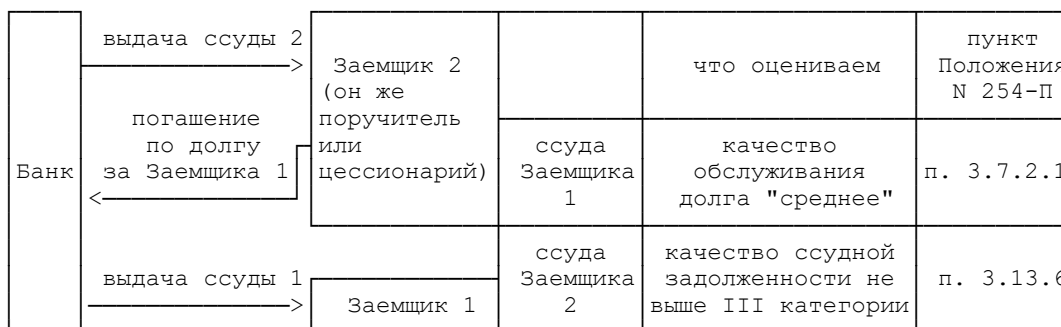 выдача ссуды 2 пункт
> Заемщик 2 что оцениваем Положения
(он же N 254-П
погашение поручитель
по долгу или ссуда качество
Банк за Заемщика 1 цессионарий) Заемщика обслуживания п. 3.7.2.1
< 1 долга "среднее"
ссуда качество ссудной
выдача ссуды 1 Заемщика задолженности не п. 3.13.6
> Заемщик 1 2 выше III категории